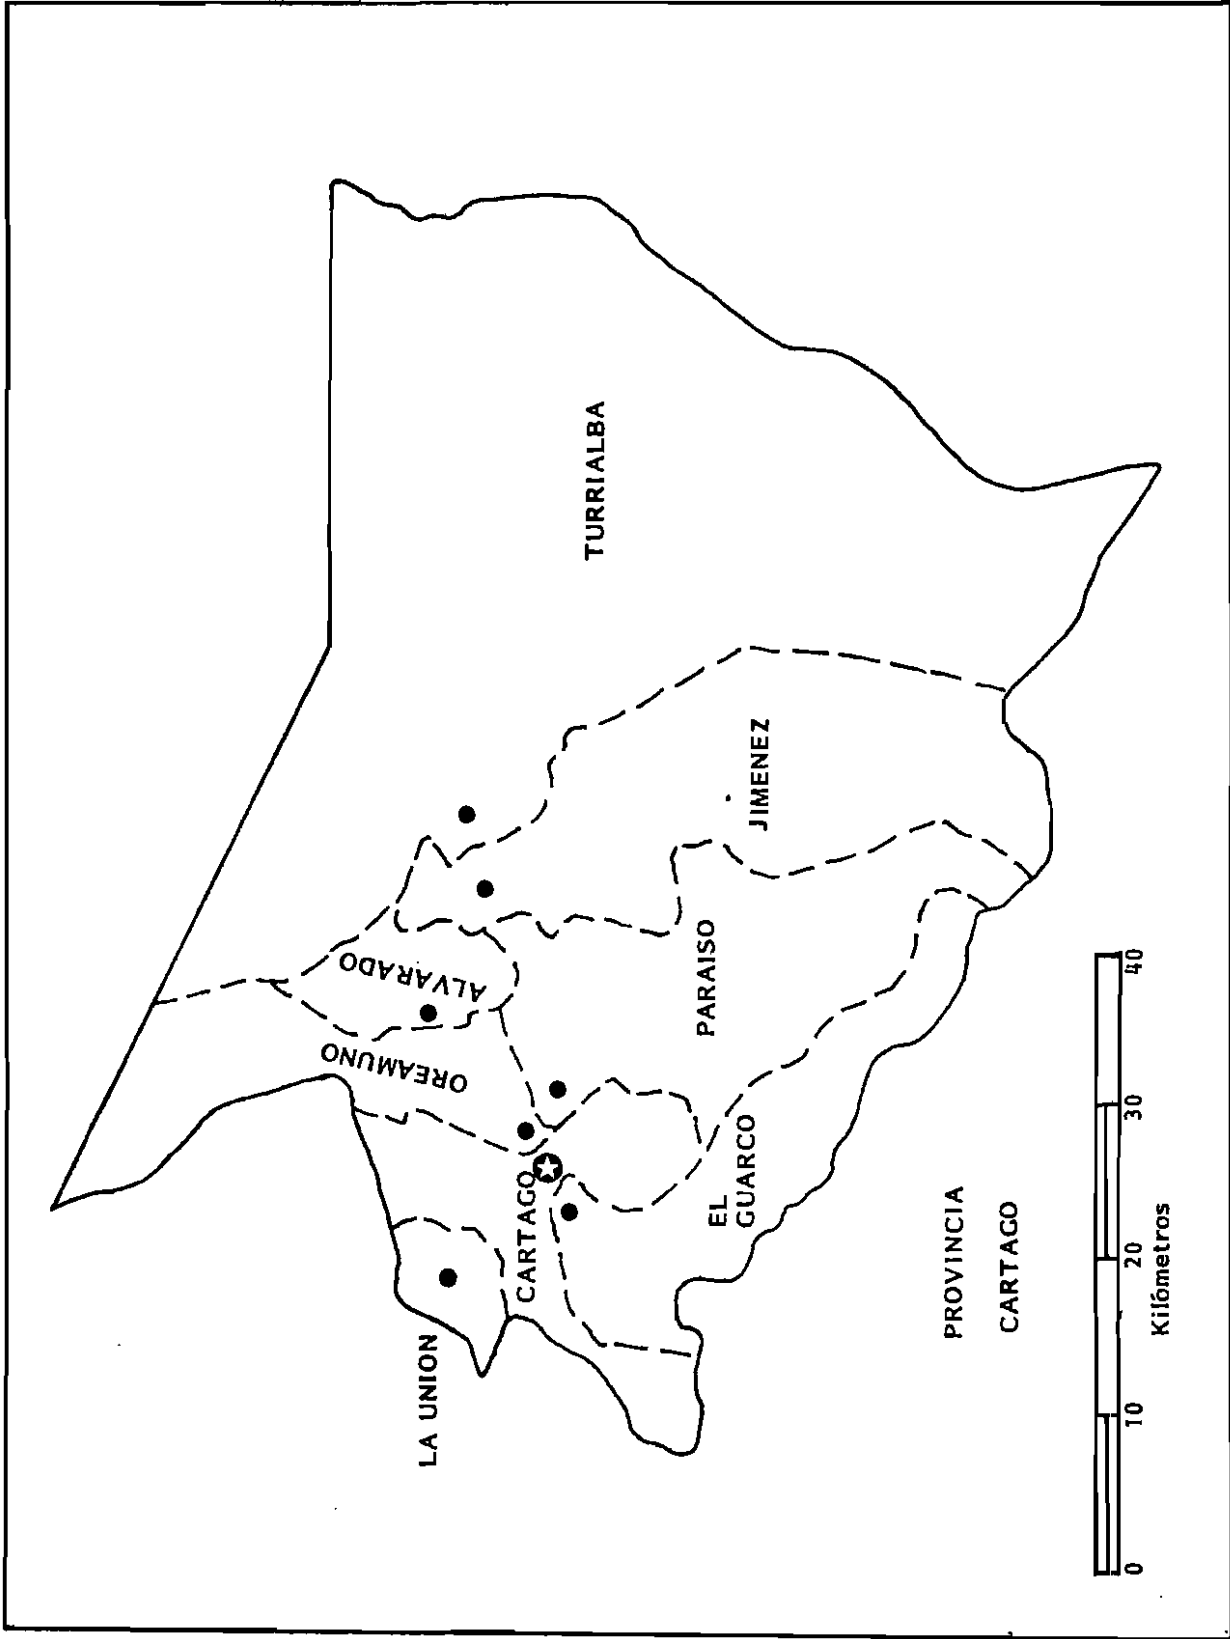 OREAMUNO
ALVARADO
TURRIALBA
LA UNION
CARTAGO
PARAISO
JIMENEZ
EL
GUARCO
PROVINCIA
CARTAGO
0 10 20 30 40
Kilómetros